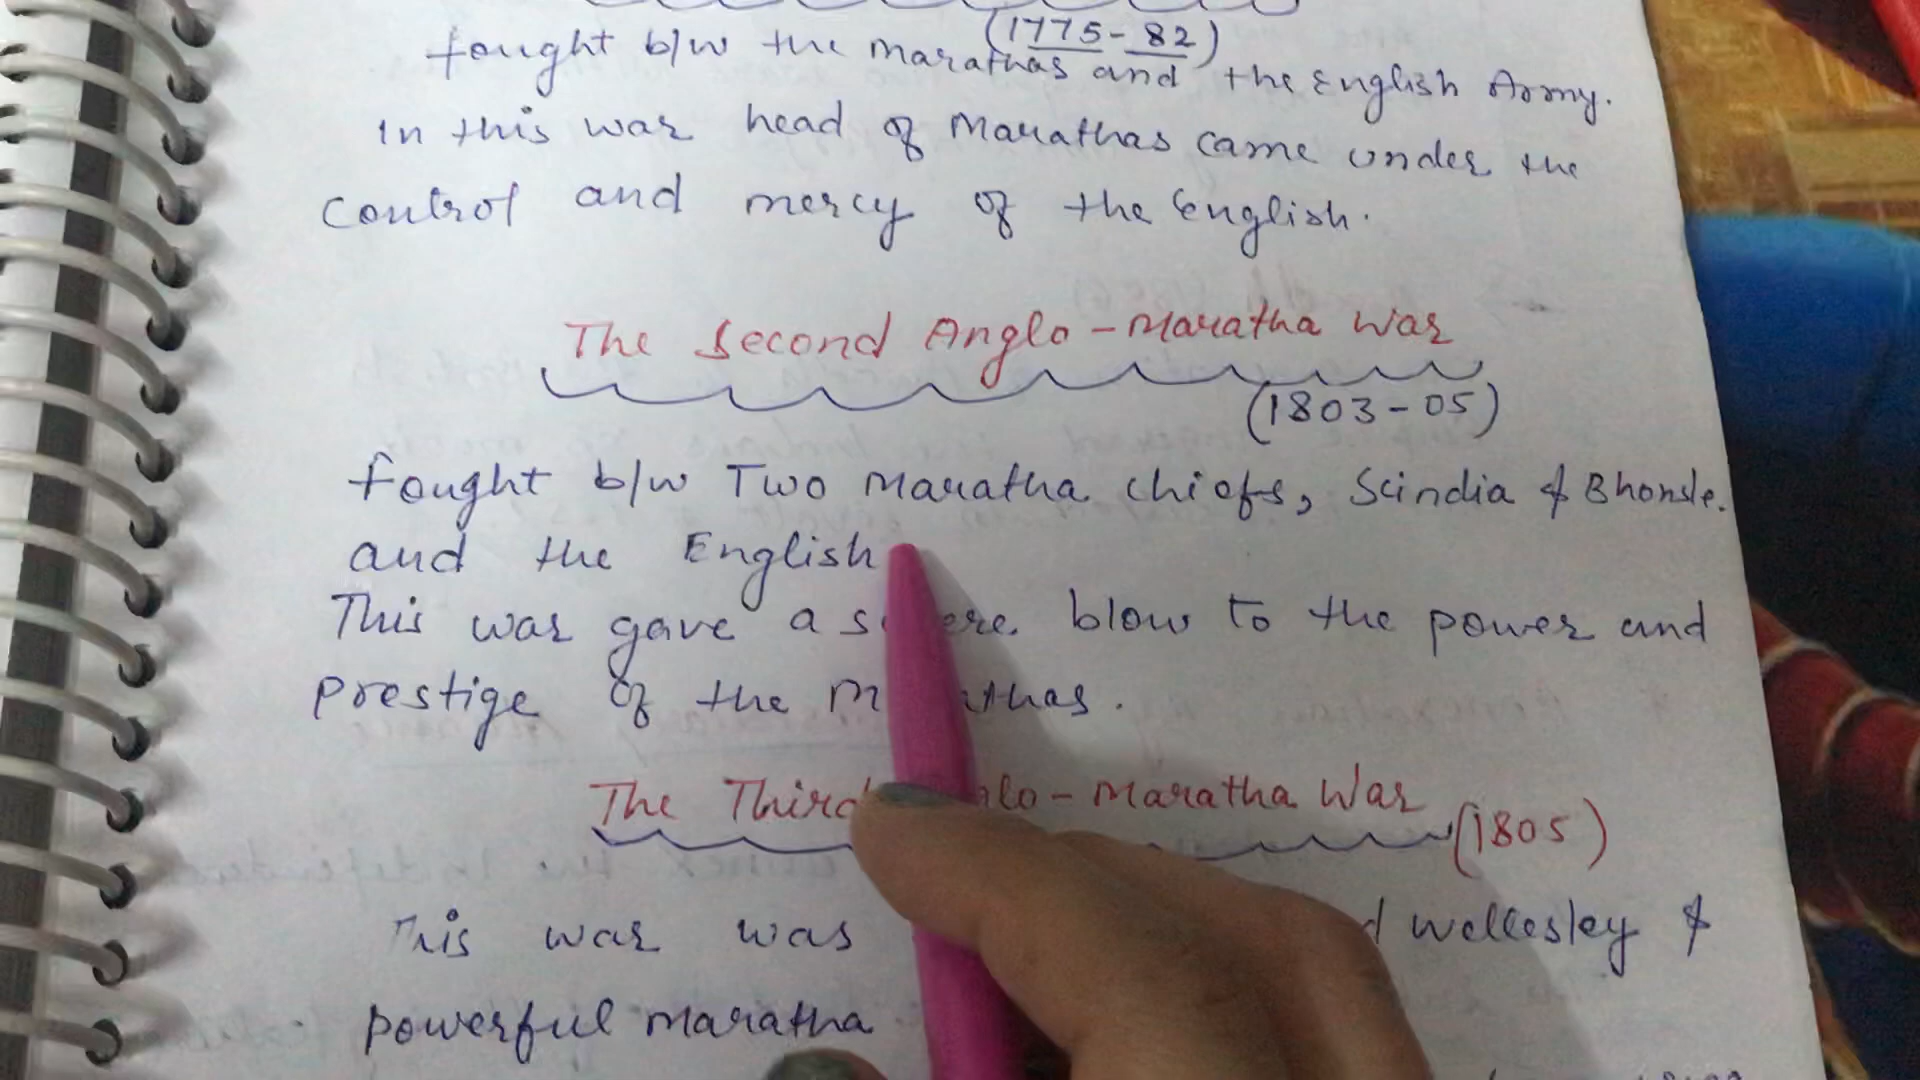 (1775-82)
fought b/w the marathas and the English Army.
In this war head of Marathas came under the
control and mercy of the English.
The Second Anglo-Maratha War
(1803-05)
fought b/w Two Maratha chiefs, Scindia & Bhonsle.
and the English
This war gave a severe blow to the power and
prestige of the Marathas.
The Third Anglo-Maratha War (1805)
This war was wellesley &
powerful maratha